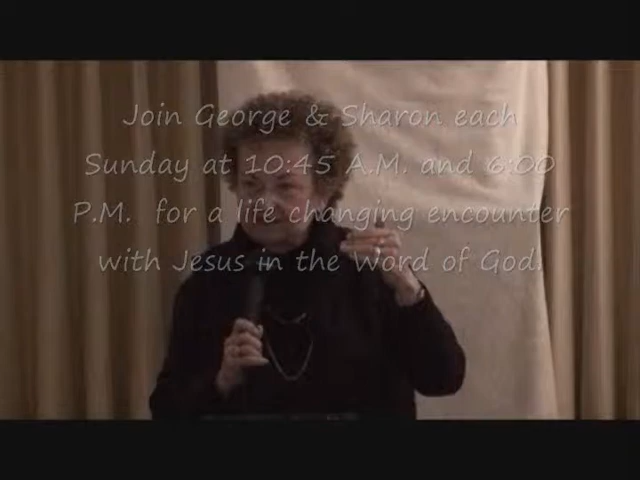 Join George & Sharon each
Sunday at 10:45 A.M. and 6:00
P.M. for a life changing encounter
with Jesus in the Word of God.